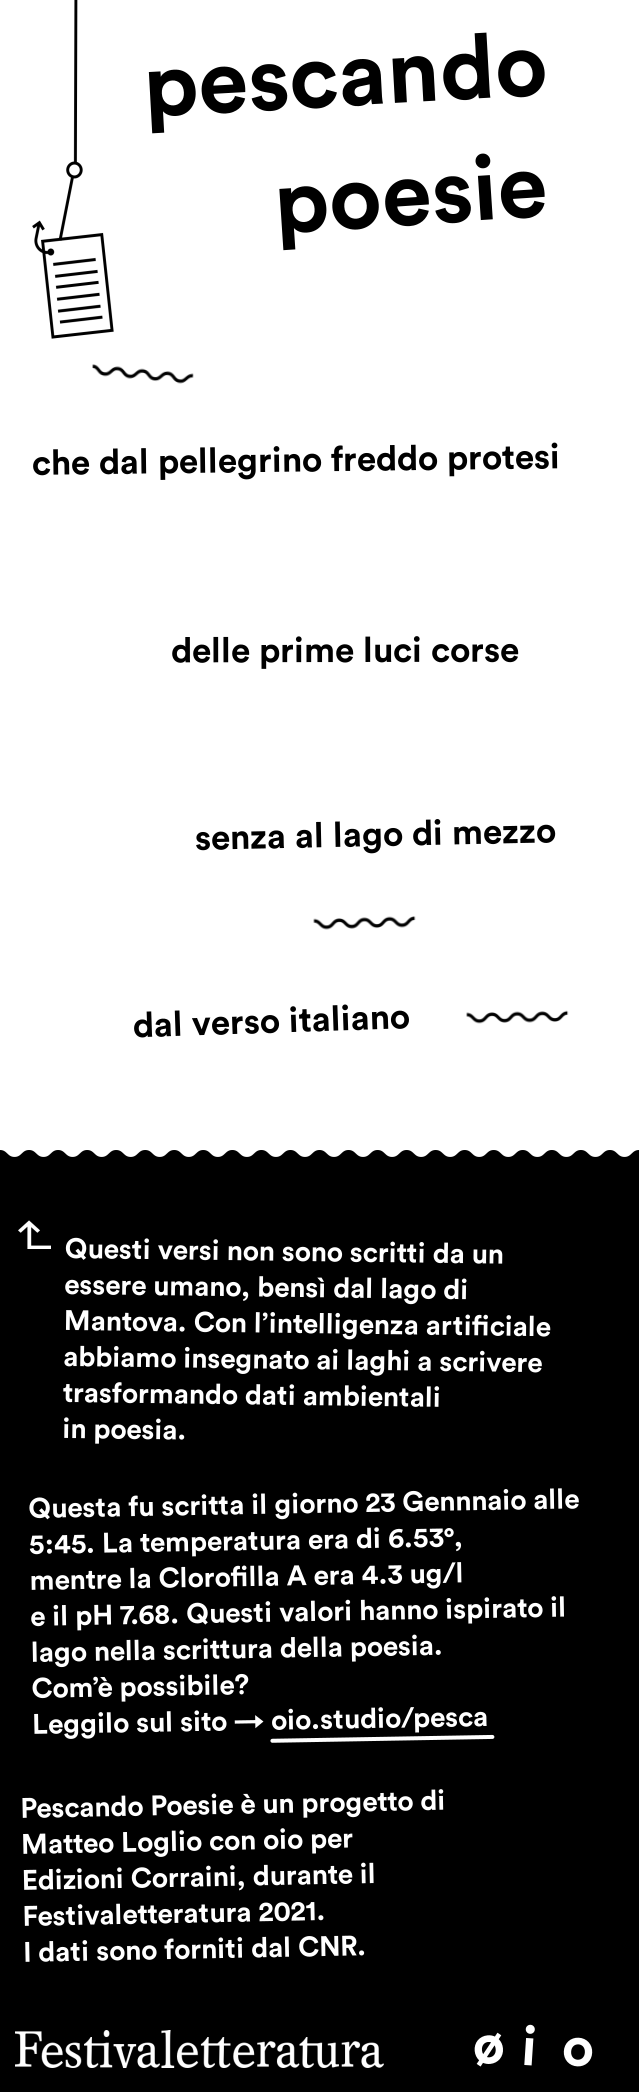 pescando
poesie
che dal pellegrino freddo protesi
delle prime luci corse
senza al lago di mezzo
dal verso italiano
Questi versi non sono scritti da un
essere umano, bensì dal lago di
Mantova. Con l’intelligenza artificiale
abbiamo insegnato ai laghi a scrivere
trasformando dati ambientali
in poesia.
Questa fu scritta il giorno 23 Gennnaio alle
5:45. La temperatura era di 6.53°,
mentre la Clorofilla A era 4.3 ug/l
e il pH 7.68. Questi valori hanno ispirato il
lago nella scrittura della poesia.
Com’è possibile?
Leggilo sul sito → oio.studio/pesca
Pescando Poesie è un progetto di
Matteo Loglio con oio per
Edizioni Corraini, durante il
Festivaletteratura 2021.
I dati sono forniti dal CNR.
Festivaletteratura ø i o